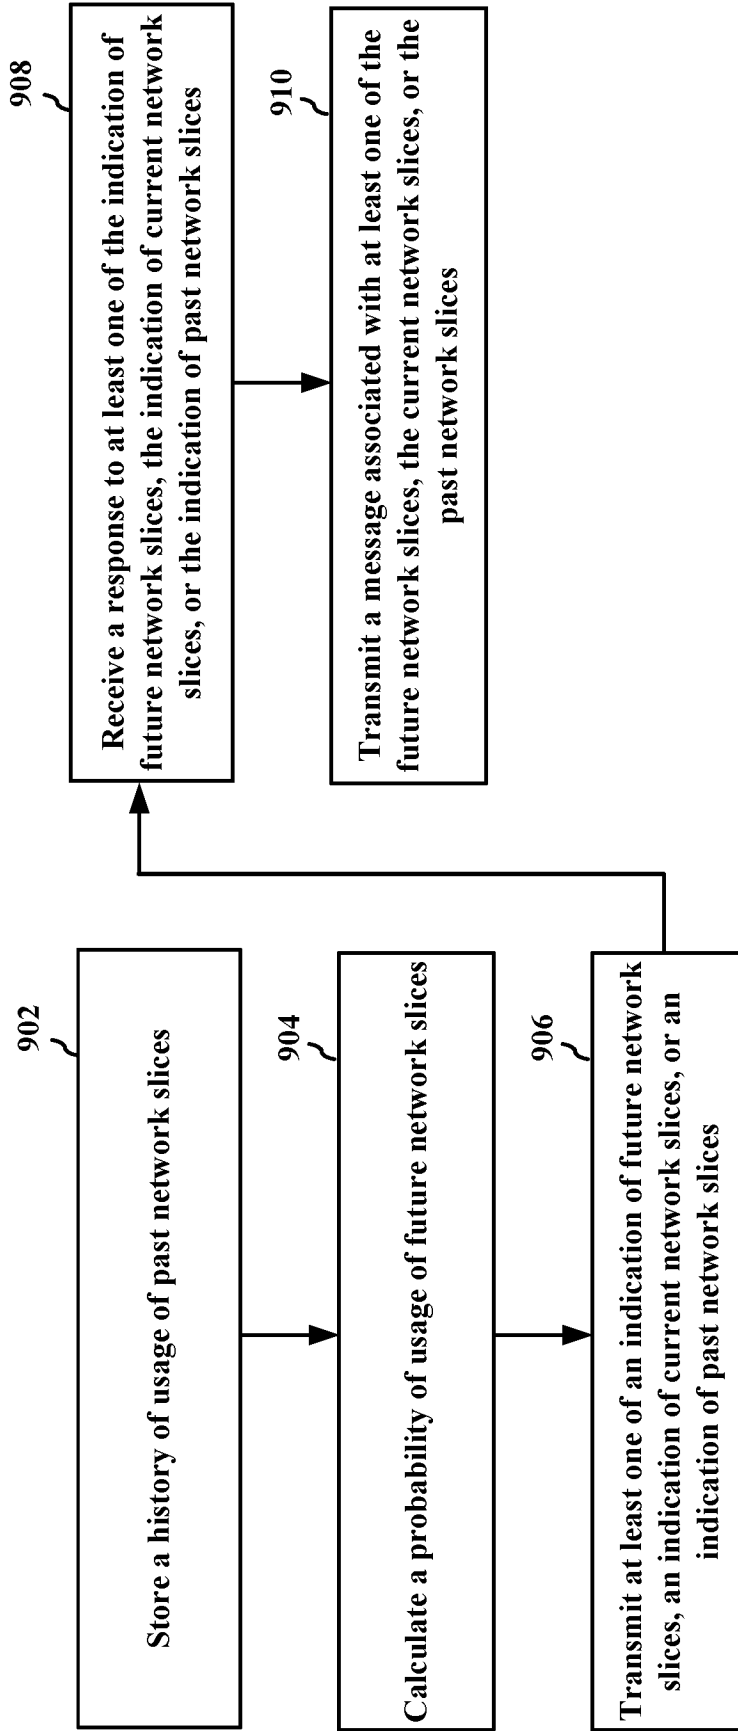 902
Store a history of usage of past network slices
904
Calculate a probability of usage of future network slices
906
Transmit at least one of an indication of future network
slices, an indication of current network slices, or an
indication of past network slices
908
Receive a response to at least one of the indication of
future network slices, the indication of current network
slices, or the indication of past network slices
910
Transmit a message associated with at least one of the
future network slices, the current network slices, or the
past network slices